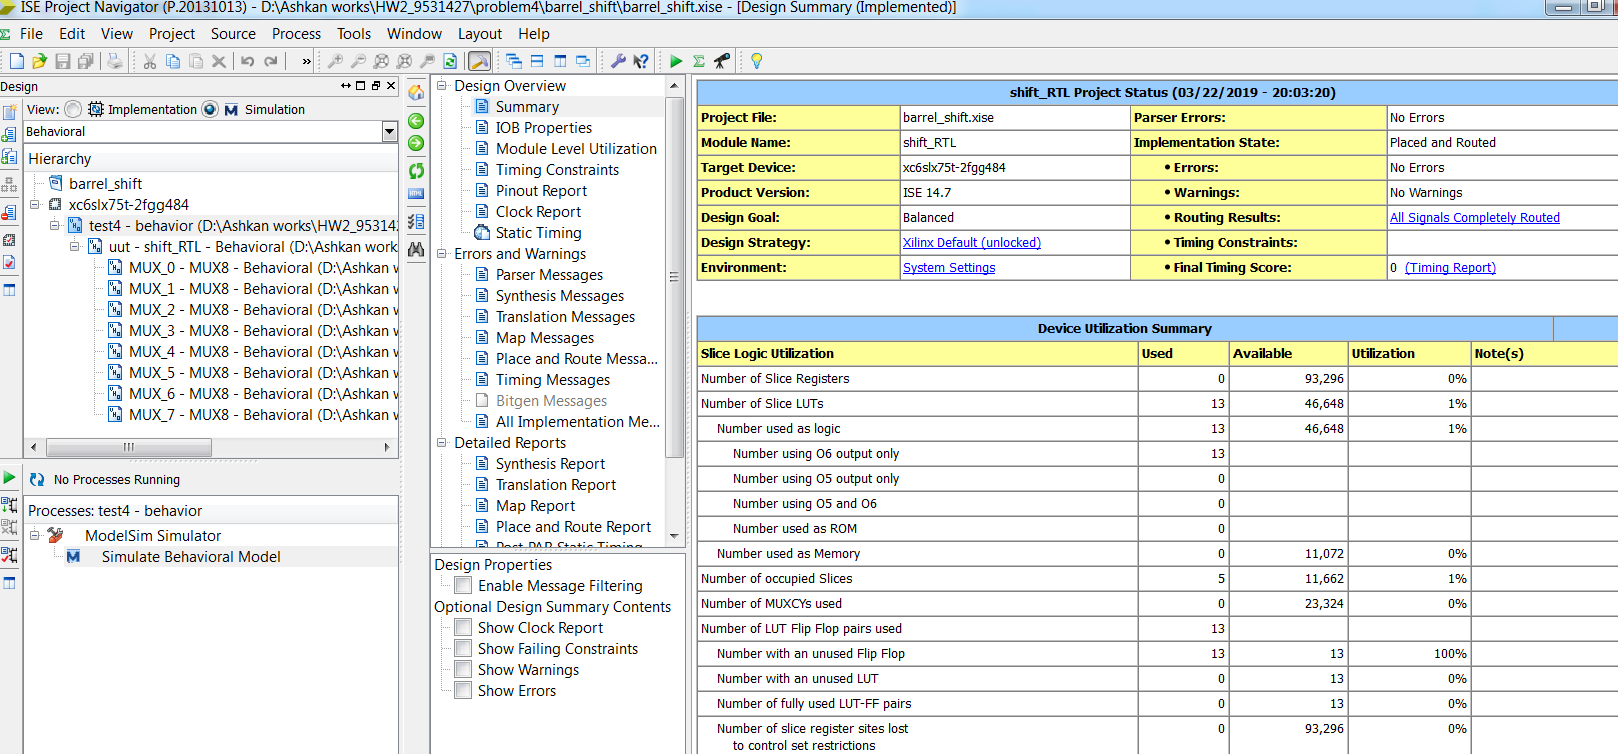 ISE Project Navigator (P.20131013) - D:\Ashkan works\HW2_9531427\problem4\barrel_shift\barrel_shift.xise - [Design Summary (Implemented)]
File Edit View Project Source Process Tools Window Layout Help
»
Design
View: Implementation Simulation
Behavioral
Hierarchy
barrel_shift
xc6slx75t-2fgg484
test4 - behavior (D:\Ashkan works\HW2_95314
uut - shift_RTL - Behavioral (D:\Ashkan work
MUX_0 - MUX8 - Behavioral (D:\Ashkan w
MUX_1 - MUX8 - Behavioral (D:\Ashkan w
MUX_2 - MUX8 - Behavioral (D:\Ashkan w
MUX_3 - MUX8 - Behavioral (D:\Ashkan w
MUX_4 - MUX8 - Behavioral (D:\Ashkan w
MUX_5 - MUX8 - Behavioral (D:\Ashkan w
MUX_6 - MUX8 - Behavioral (D:\Ashkan w
MUX_7 - MUX8 - Behavioral (D:\Ashkan w
No Processes Running
Processes: test4 - behavior
ModelSim Simulator
Simulate Behavioral Model
Design Overview
Summary
IOB Properties
Module Level Utilization
Timing Constraints
Pinout Report
Clock Report
Static Timing
Errors and Warnings
Parser Messages
Synthesis Messages
Translation Messages
Map Messages
Place and Route Messa...
Timing Messages
Bitgen Messages
All Implementation Me...
Detailed Reports
Synthesis Report
Translation Report
Map Report
Place and Route Report
Post-PAR Static Timing
Design Properties
Enable Message Filtering
Optional Design Summary Contents
Show Clock Report
Show Failing Constraints
Show Warnings
Show Errors
shift_RTL Project Status (03/22/2019 - 20:03:20)
Project File: barrel_shift.xise Parser Errors: No Errors
Module Name: shift_RTL Implementation State: Placed and Routed
Target Device: xc6slx75t-2fgg484 • Errors: No Errors
Product Version: ISE 14.7 • Warnings: No Warnings
Design Goal: Balanced • Routing Results: All Signals Completely Routed
Design Strategy: Xilinx Default (unlocked) • Timing Constraints:
Environment: System Settings • Final Timing Score: 0 (Timing Report)
Device Utilization Summary
Slice Logic Utilization Used Available Utilization Note(s)
Number of Slice Registers 0 93,296 0%
Number of Slice LUTs 13 46,648 1%
Number used as logic 13 46,648 1%
Number using O6 output only 13
Number using O5 output only 0
Number using O5 and O6 0
Number used as ROM 0
Number used as Memory 0 11,072 0%
Number of occupied Slices 5 11,662 1%
Number of MUXCYs used 0 23,324 0%
Number of LUT Flip Flop pairs used 13
Number with an unused Flip Flop 13 13 100%
Number with an unused LUT 0 13 0%
Number of fully used LUT-FF pairs 0 13 0%
Number of slice register sites lost 0 93,296 0%
to control set restrictions